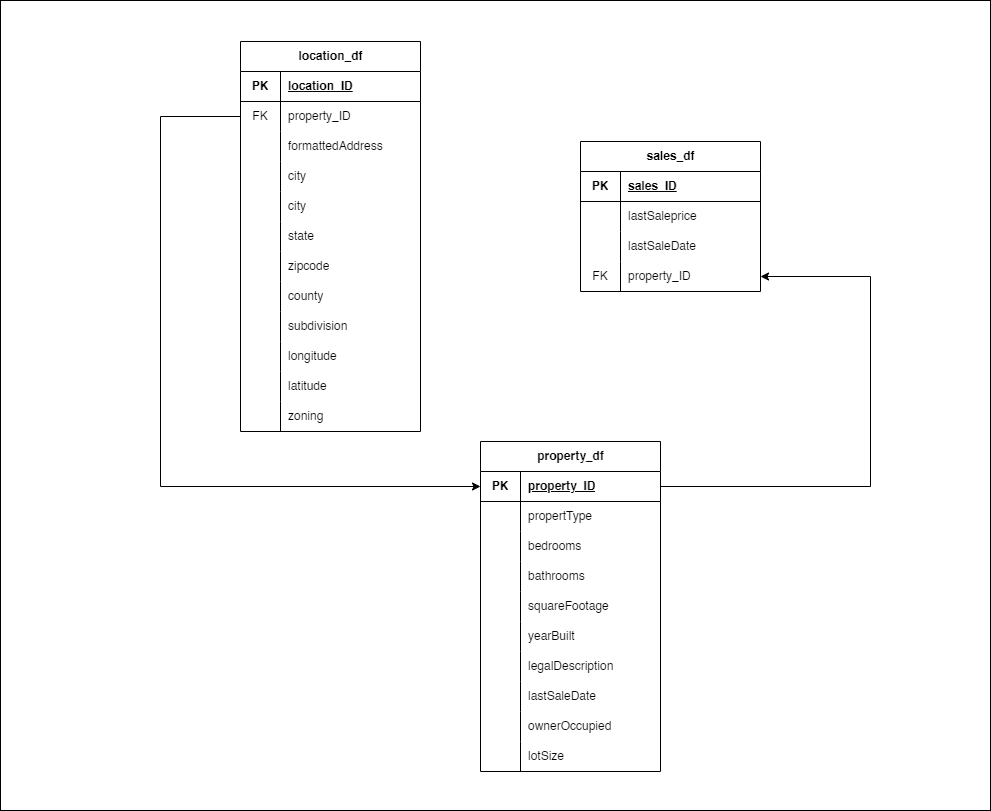 location_df
PK location_ID
FK property_ID
formattedAddress
city
city
state
zipcode
county
subdivision
longitude
latitude
zoning
sales_df
PK sales_ID
lastSaleprice
lastSaleDate
FK property_ID
property_df
PK property_ID
propertType
bedrooms
bathrooms
squareFootage
yearBuilt
legalDescription
lastSaleDate
ownerOccupied
lotSize